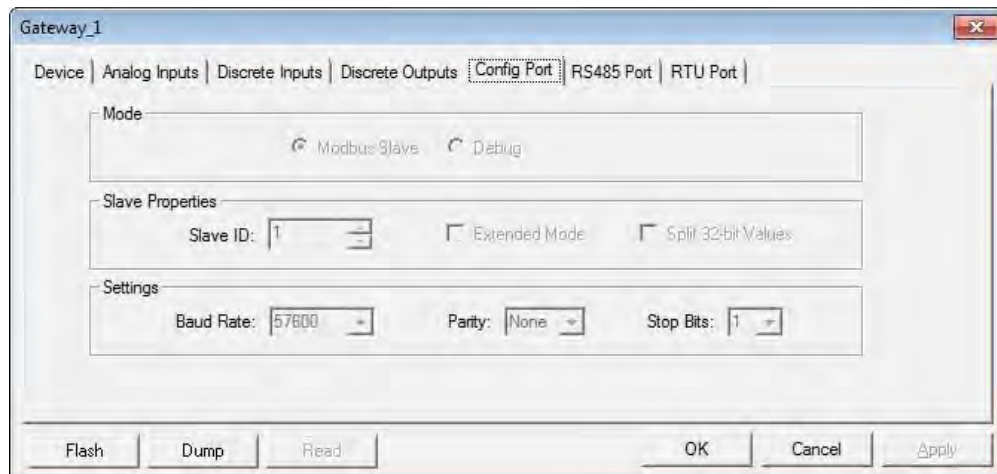 Gateway_1
Device Analog Inputs Discrete Inputs Discrete Outputs Config Port RS485 Port RTU Port
Mode
Modbus Slave Debug
Slave Properties
Slave ID: 1 Extended Mode Split 32-bit Values
Settings
Baud Rate: 57600 Parity: None Stop Bits: 1
Flash Dump Read OK Cancel Apply